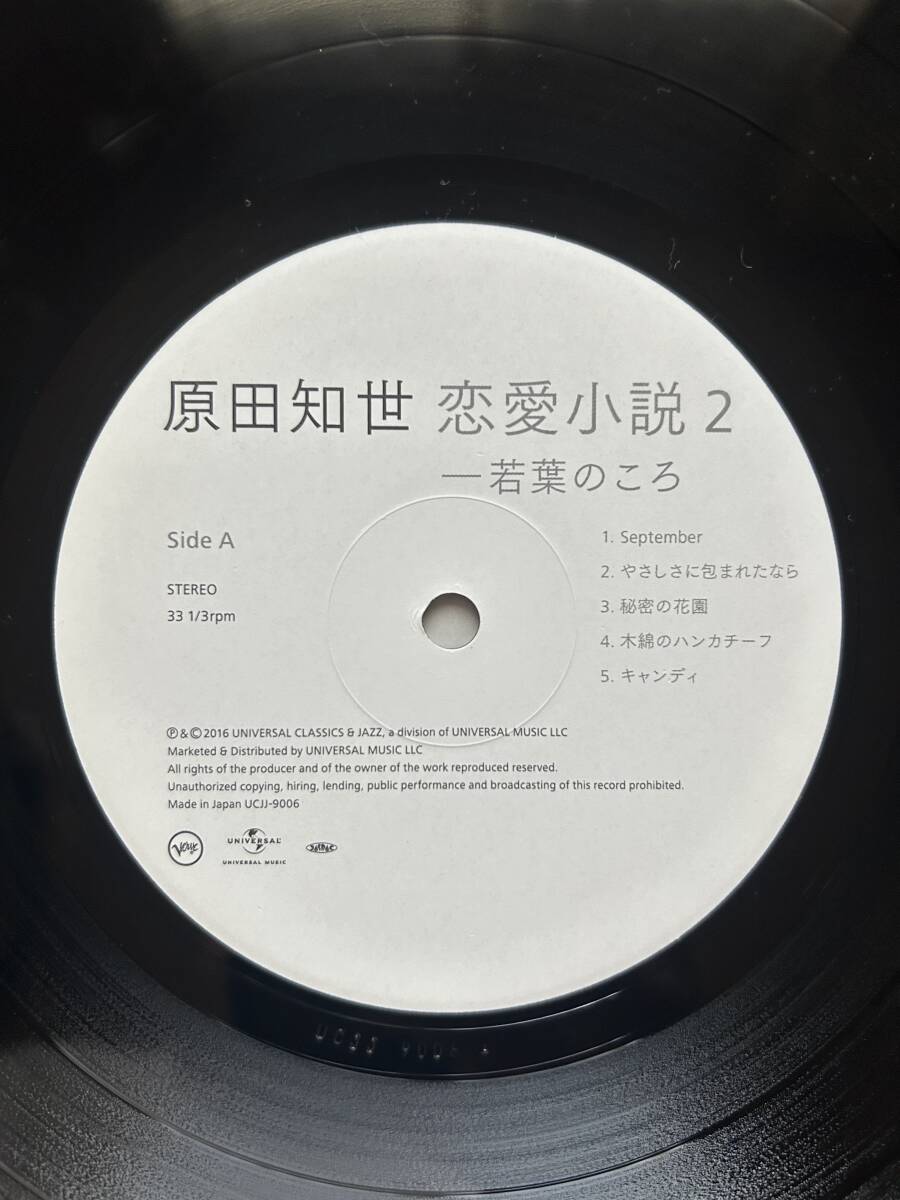 原田知世 恋愛小説2
―若葉のころ
Side A
STEREO
33 1/3rpm
1. September
2. やさしさに包まれたなら
3. 秘密の花園
4. 木綿のハンカチーフ
5. キャンディ
℗&©2016 UNIVERSAL CLASSICS & JAZZ, a division of UNIVERSAL MUSIC LLC
Marketed & Distributed by UNIVERSAL MUSIC LLC
All rights of the producer and of the owner of the work reproduced reserved.
Unauthorized copying, hiring, lending, public performance and broadcasting of this record prohibited.
Made in Japan UCJJ-9006
Verve
UNIVERSAL
UNIVERSAL MUSIC
UCJJ 9006